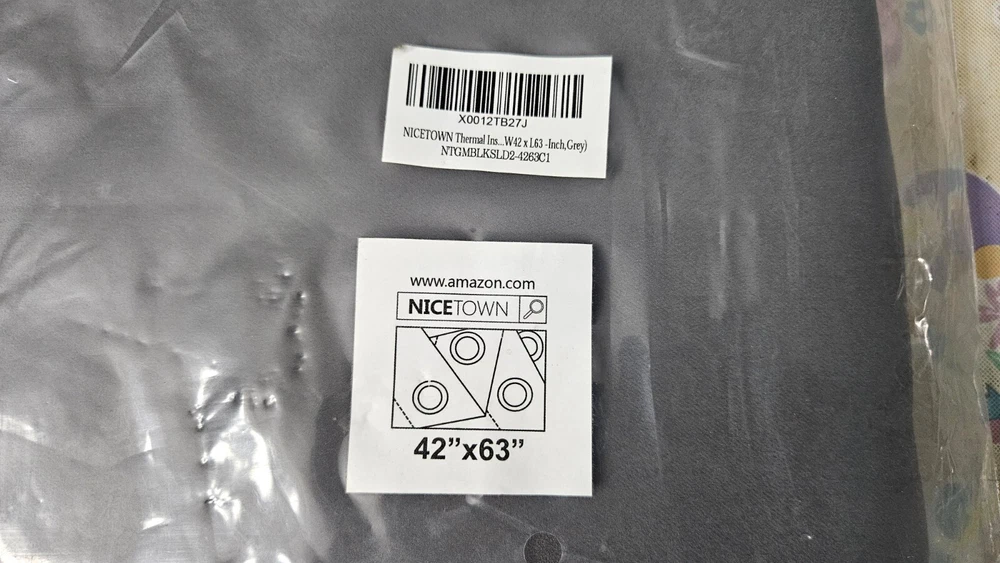 X0012TB27J
NICETOWN Thermal Ins...W42 x L63 -Inch,Grey)
NTGMBLKSLD2-4263C1
www.amazon.com
NICETOWN
42”x63”